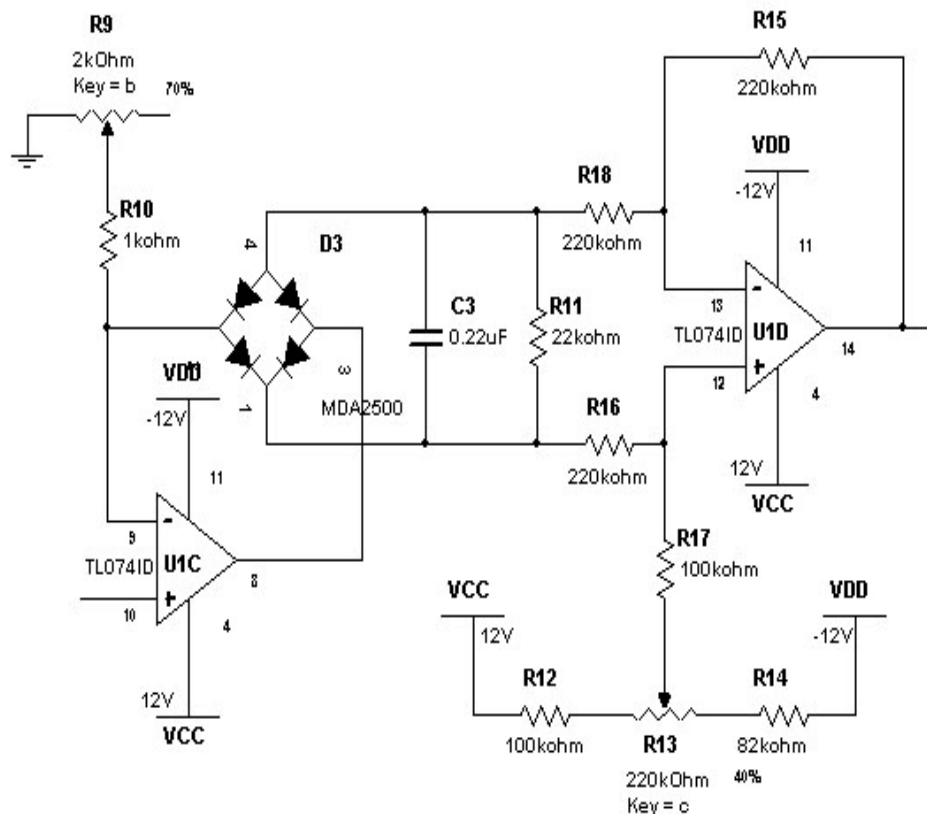 R9
2kOhm
Key = b 70%
R10
1kohm
4
D3
3
1
MDA2500
VDD
-12V
11
9
TL074ID
U1C
8
10
4
12V
VCC
C3
0.22uF
R11
22kohm
R18
220kohm
R15
220kohm
VDD
-12V
11
13
TL074ID
U1D
14
12
4
12V
VCC
R16
220kohm
R17
100kohm
VCC
12V
R12
100kohm
R13
220kOhm 40%
Key = c
R14
82kohm
VDD
-12V